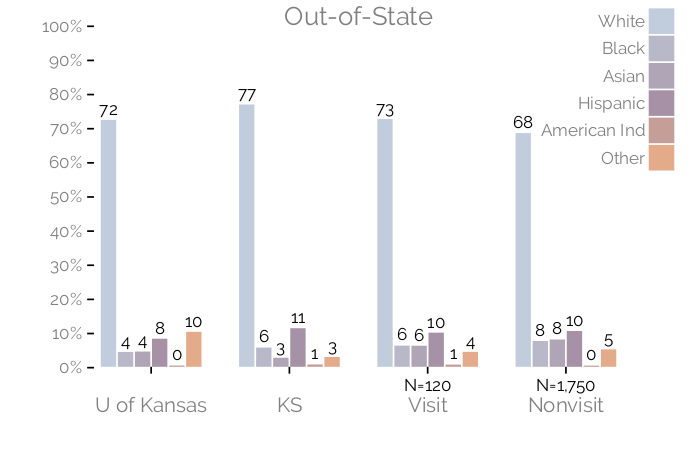 Out-of-State
White
Black
Asian
Hispanic
American Ind
Other
100%
90%
80%
70%
60%
50%
40%
30%
20%
10%
0%
72 4 4 8 0 10
77 6 3 11 1 3
73 6 6 10 1 4
68 8 8 10 0 5
N=120 N=1,750
U of Kansas KS Visit Nonvisit